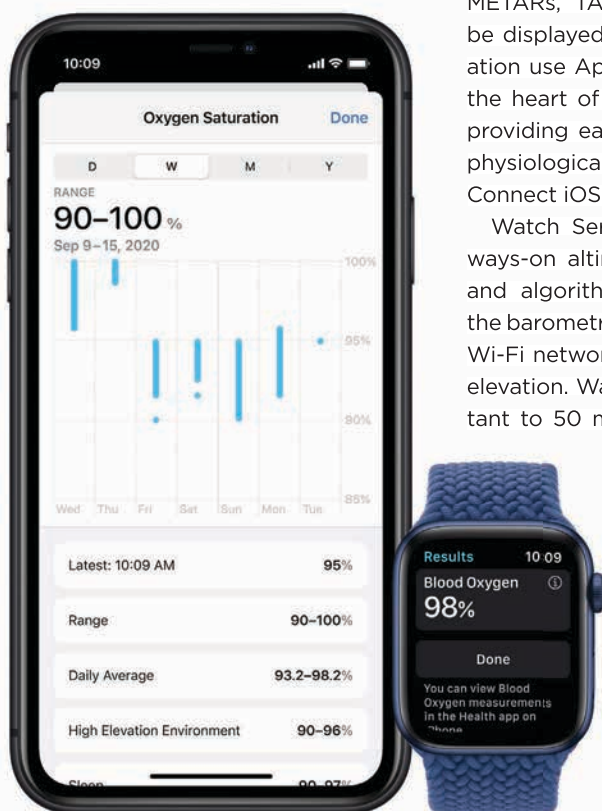 10:09
Oxygen Saturation Done
D W M Y
RANGE
90–100 %
Sep 9–15, 2020
100%
95%
90%
85%
Wed Thu Fri Sat Sun Mon Tue
Latest: 10:09 AM 95%
Range 90–100%
Daily Average 93.2–98.2%
High Elevation Environment 90–96%
Sleep 90–97%
METARs, TA
be displayed
ation use Ap
the heart of
providing ea
physiologica
Connect iOS
Watch Ser
ways-on alti
and algorith
the barometr
Wi-Fi networ
elevation. Wa
tant to 50 m
Results 10:09
Blood Oxygen
98%
Done
You can view Blood
Oxygen measurements
in the Health app on
iPhone